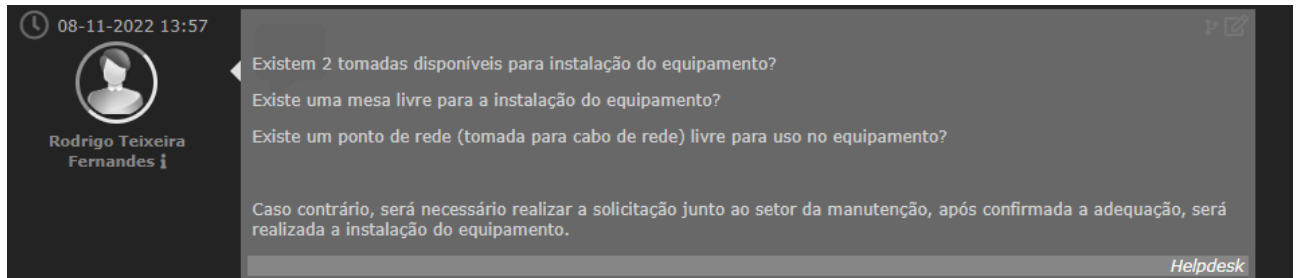 08-11-2022 13:57
Rodrigo Teixeira
Fernandes i
Existem 2 tomadas disponíveis para instalação do equipamento?
Existe uma mesa livre para a instalação do equipamento?
Existe um ponto de rede (tomada para cabo de rede) livre para uso no equipamento?
Caso contrário, será necessário realizar a solicitação junto ao setor da manutenção, após confirmada a adequação, será
realizada a instalação do equipamento.
Helpdesk